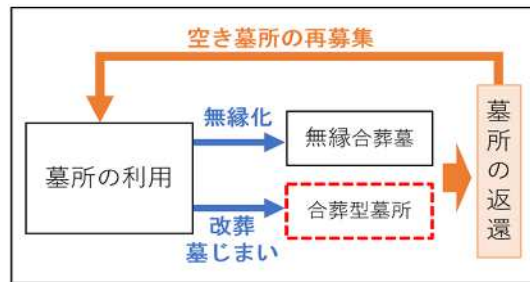 空き墓所の再募集
無縁化
墓所の利用
無縁合葬墓
合葬型墓所
改葬
墓じまい
墓所の返還